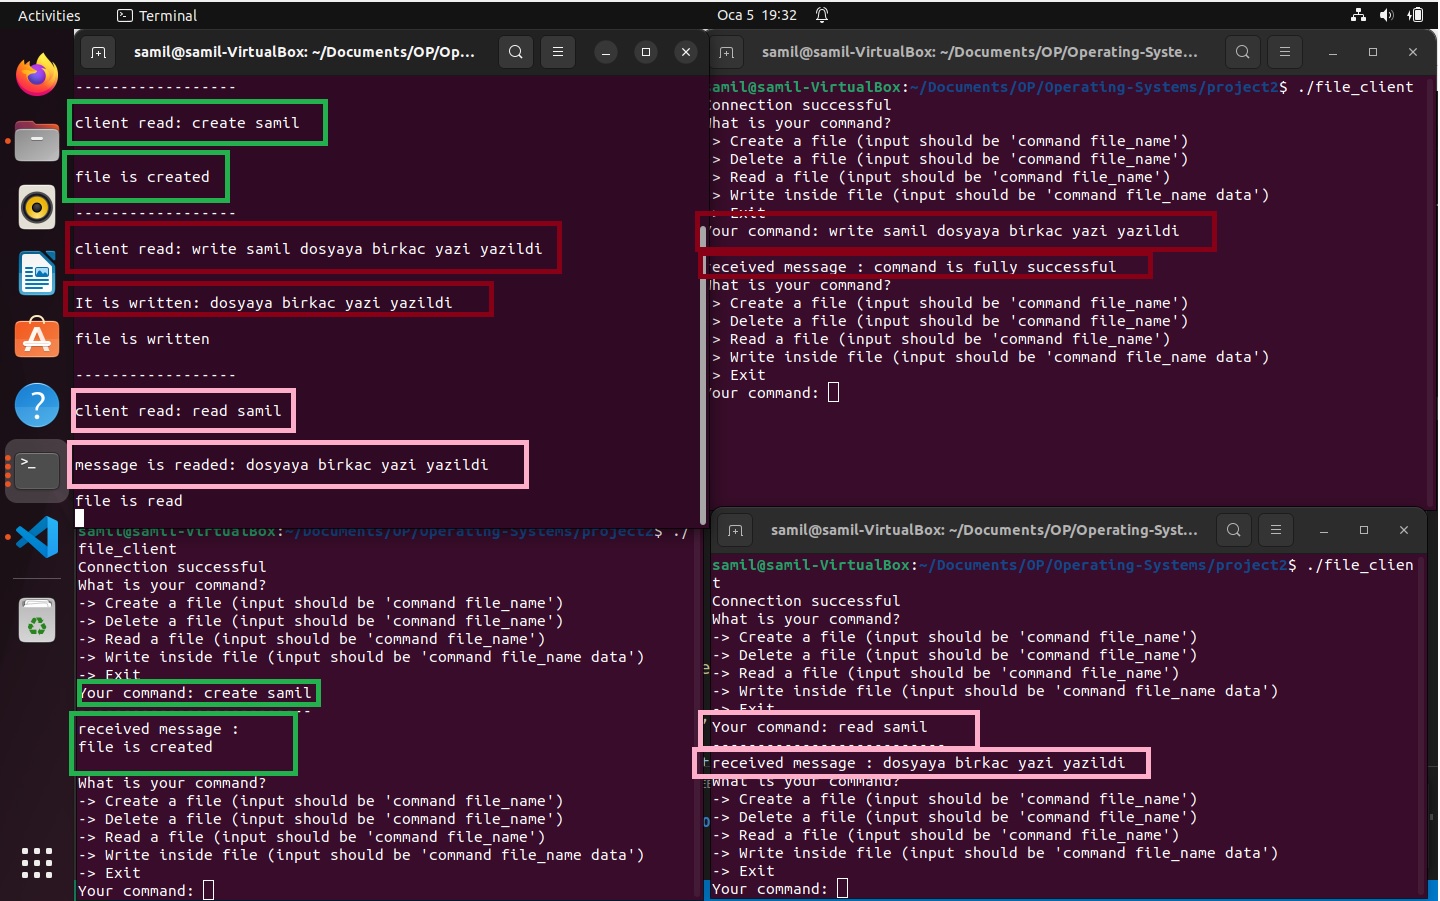 Activities
Terminal
Oca 5 19:32
samil@samil-VirtualBox: ~/Documents/OP/Op...
-----------------
client read: create samil
file is created
-----------------
client read: write samil dosyaya birkac yazi yazildi
It is written: dosyaya birkac yazi yazildi
file is written
-----------------
client read: read samil
message is readed: dosyaya birkac yazi yazildi
file is read
samil@samil-VirtualBox: ~/Documents/OP/Operating-Syste...
amil@samil-VirtualBox:~/Documents/OP/Operating-Systems/project2$ ./file_client
onnection successful
hat is your command?
> Create a file (input should be 'command file_name')
> Delete a file (input should be 'command file_name')
> Read a file (input should be 'command file_name')
> Write inside file (input should be 'command file_name data')
> Exit
our command: write samil dosyaya birkac yazi yazildi
eceived message : command is fully successful
hat is your command?
> Create a file (input should be 'command file_name')
> Delete a file (input should be 'command file_name')
> Read a file (input should be 'command file_name')
> Write inside file (input should be 'command file_name data')
> Exit
our command:
samil@samil-VirtualBox:~/Documents/OP/Operating-Systems/project2$ ./
file_client
Connection successful
What is your command?
-> Create a file (input should be 'command file_name')
-> Delete a file (input should be 'command file_name')
-> Read a file (input should be 'command file_name')
-> Write inside file (input should be 'command file_name data')
-> Exit
Your command: create samil
received message :
file is created
What is your command?
-> Create a file (input should be 'command file_name')
-> Delete a file (input should be 'command file_name')
-> Read a file (input should be 'command file_name')
-> Write inside file (input should be 'command file_name data')
-> Exit
Your command:
samil@samil-VirtualBox: ~/Documents/OP/Operating-Syst...
samil@samil-VirtualBox:~/Documents/OP/Operating-Systems/project2$ ./file_clien
t
Connection successful
What is your command?
-> Create a file (input should be 'command file_name')
-> Delete a file (input should be 'command file_name')
-> Read a file (input should be 'command file_name')
-> Write inside file (input should be 'command file_name data')
-> Exit
Your command: read samil
--------------------------
received message : dosyaya birkac yazi yazildi
What is your command?
-> Create a file (input should be 'command file_name')
-> Delete a file (input should be 'command file_name')
-> Read a file (input should be 'command file_name')
-> Write inside file (input should be 'command file_name data')
-> Exit
Your command: